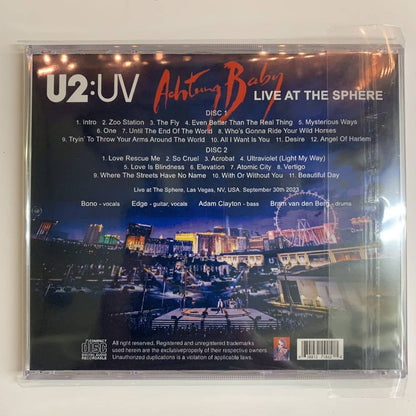 U2:UV Achtung Baby LIVE AT THE SPHERE
DISC 1
1. Intro 2. Zoo Station 3. The Fly 4. Even Better Than The Real Thing 5. Mysterious Ways
6. One 7. Until The End Of The World 8. Who's Gonna Ride Your Wild Horses
9. Tryin' To Throw Your Arms Around The World 10. All I Want Is You 11. Desire 12. Angel Of Harlem
DISC 2
1. Love Rescue Me 2. So Cruel 3. Acrobat 4. Ultraviolet (Light My Way)
5. Love Is Blindness 6. Elevation 7. Atomic City 8. Vertigo
9. Where The Streets Have No Name 10. With Or Without You 11. Beautiful Day
Live at The Sphere, Las Vegas, NV, USA. September 30th 2023
Bono - vocals Edge - guitar, vocals Adam Clayton - bass Bram van den Berg - drums
COMPACT
disc
DIGITAL AUDIO
RECORDABLE
All right reserved. Registered and unregistered trademarks
used herein are the exclusiveproperty of their respective owners.
Unauthorized duplications is a violation of applicable laws.